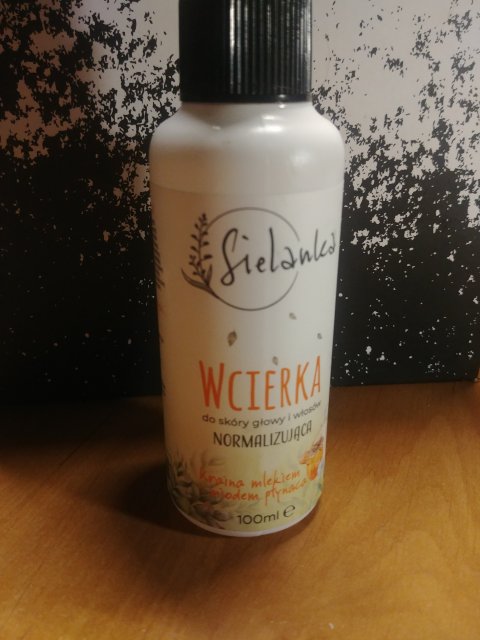 Sielanka
WCIERKA
do skóry głowy i włosów
NORMALIZUJĄCA
Kraina mlekiem
i miodem płynąca
100ml ℮